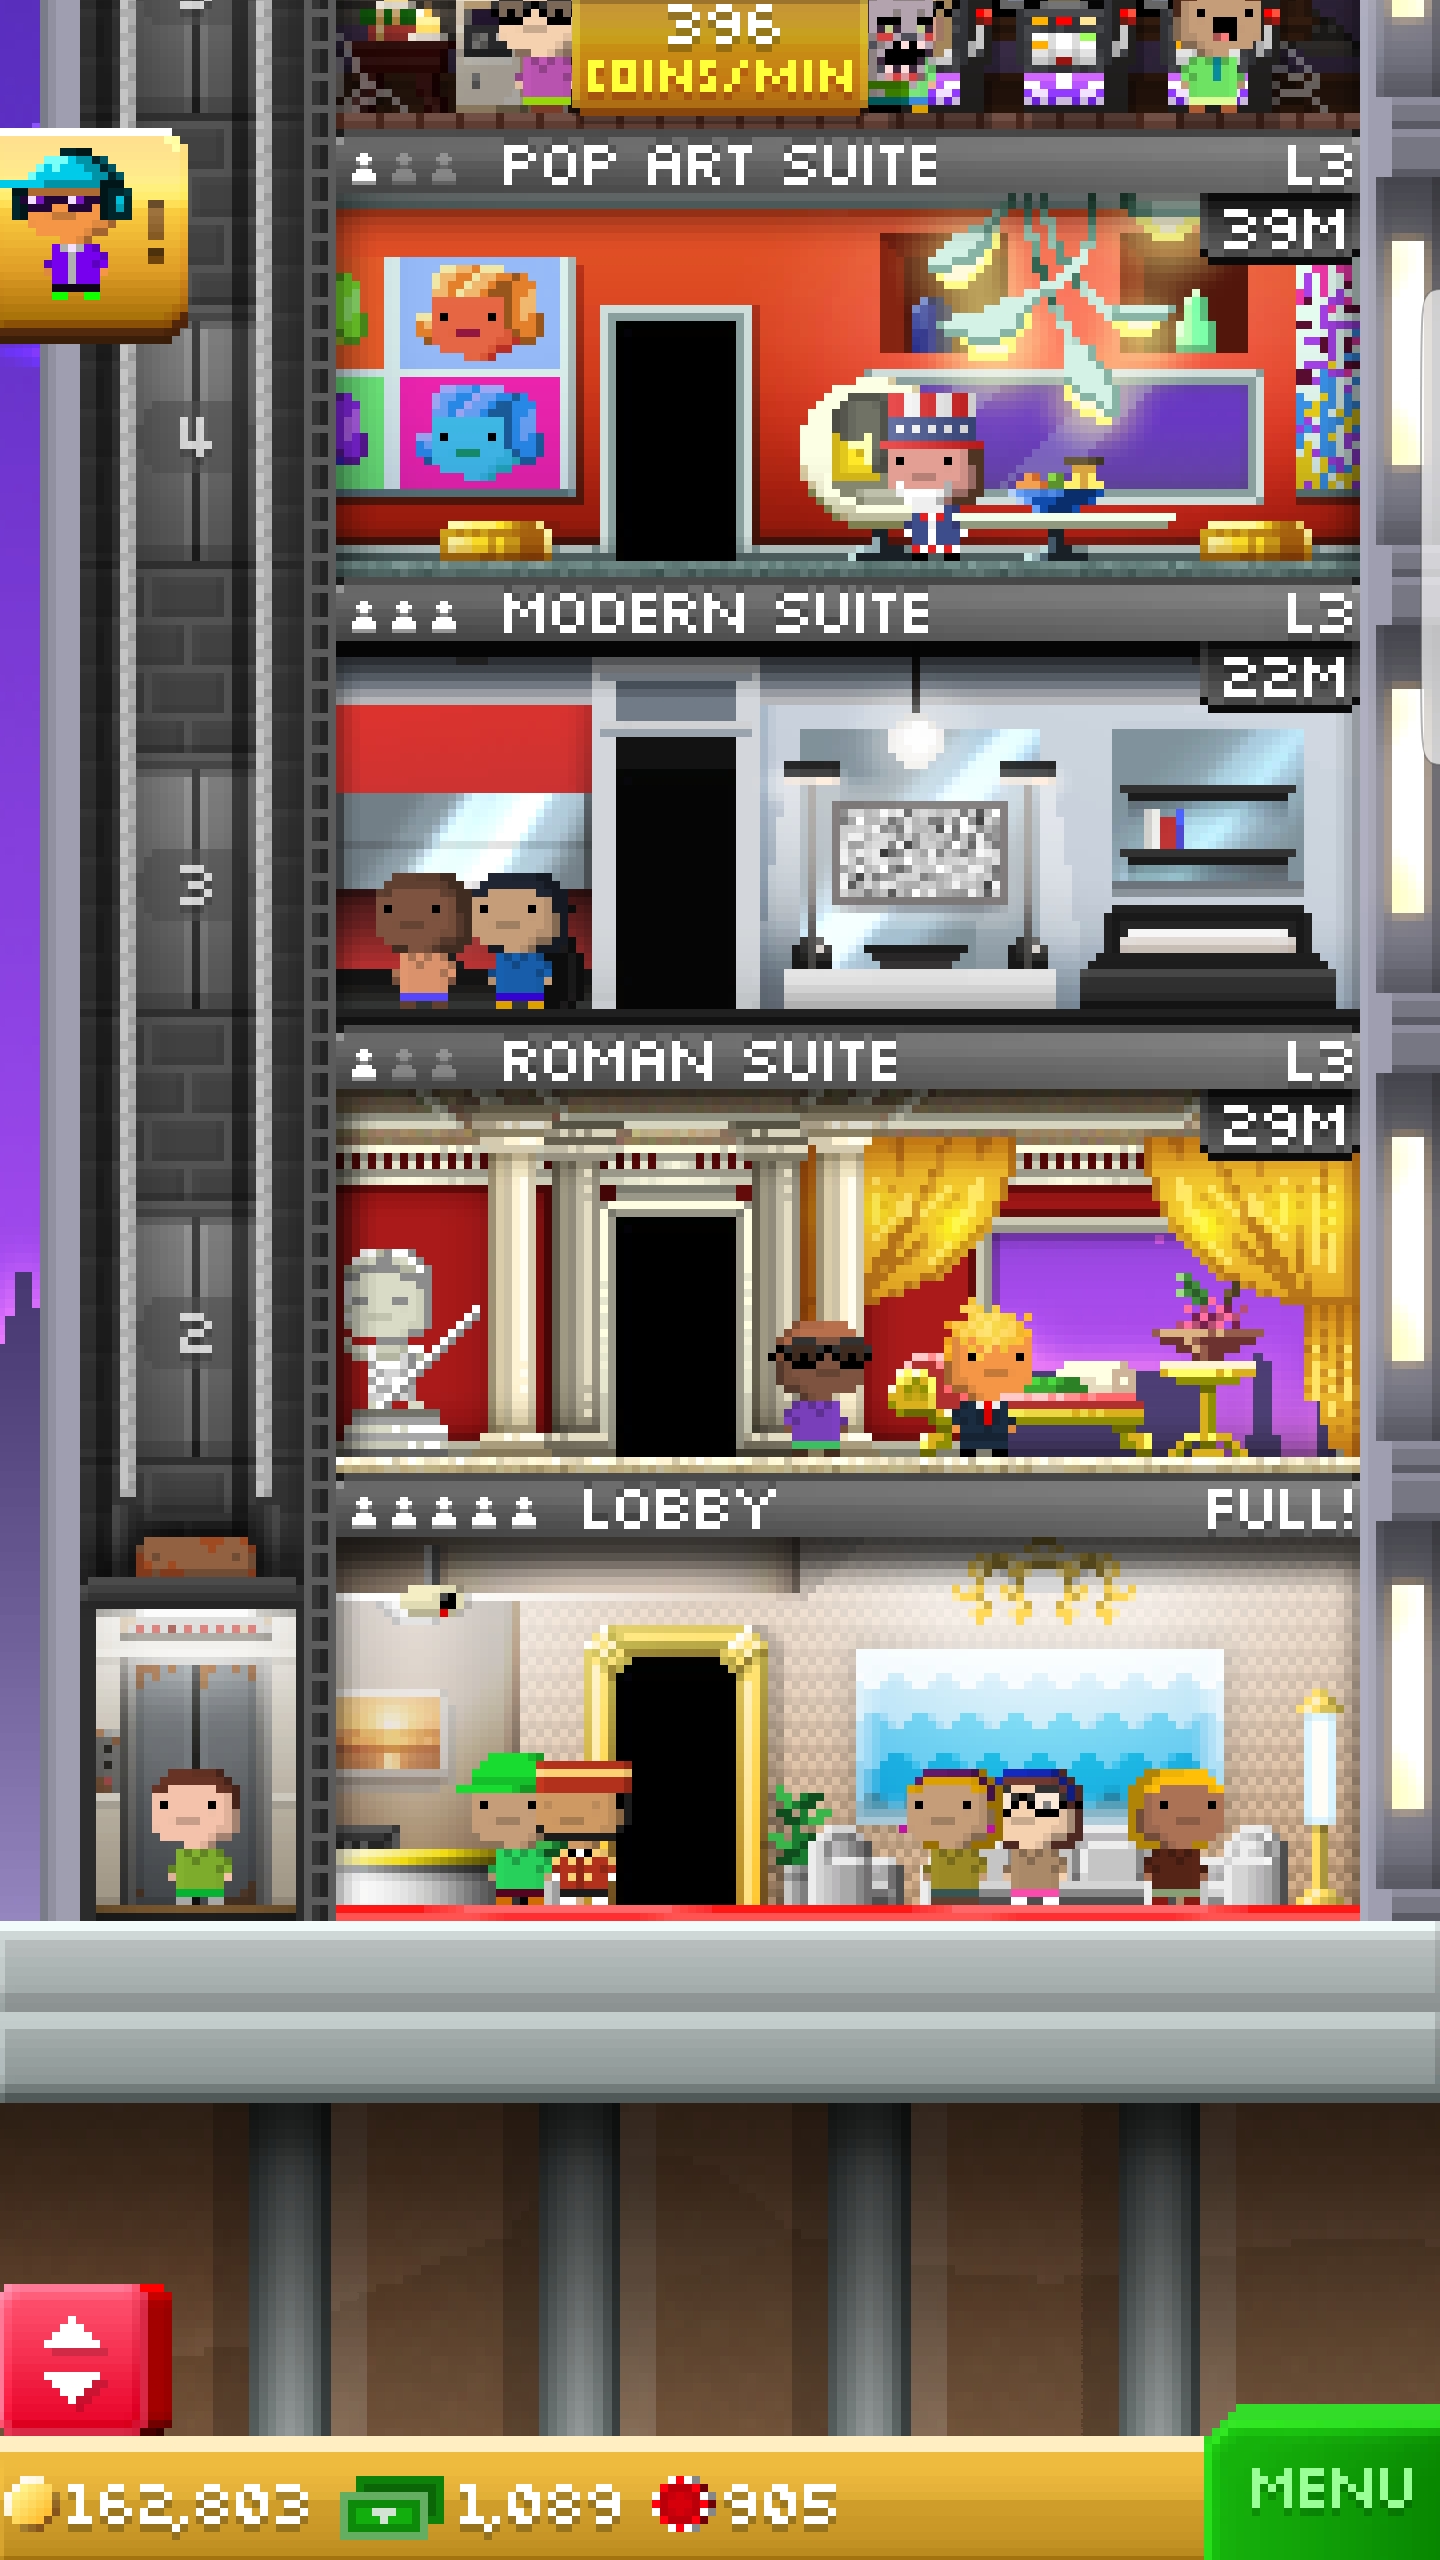 396
COINS/MIN
POP ART SUITE L3
39M
!
4
MODERN SUITE L3
22M
3
ROMAN SUITE L3
29M
2
LOBBY FULL!
162,803 1,089 905
MENU